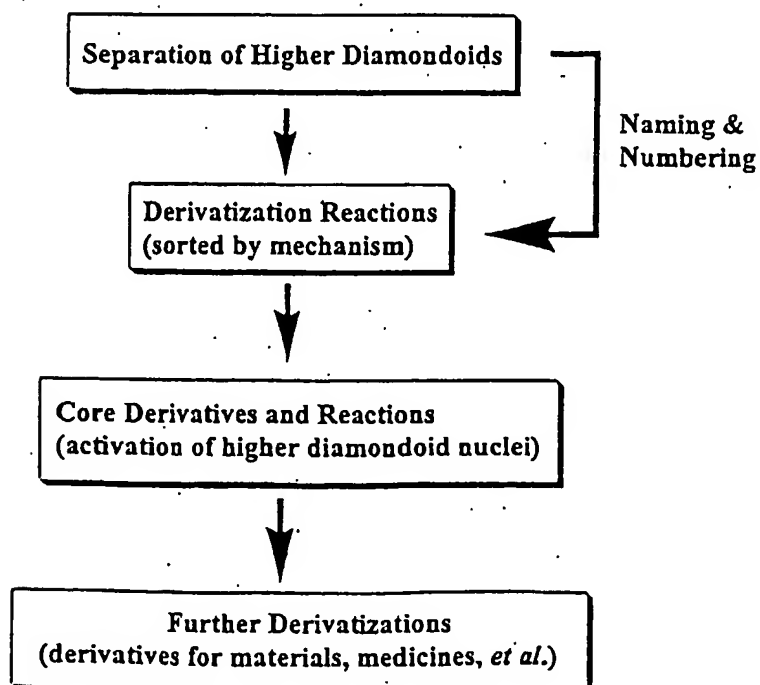 Separation of Higher Diamondoids
Naming &
Numbering
Derivatization Reactions
(sorted by mechanism)
Core Derivatives and Reactions
(activation of higher diamondoid nuclei)
Further Derivatizations
(derivatives for materials, medicines, et al.)